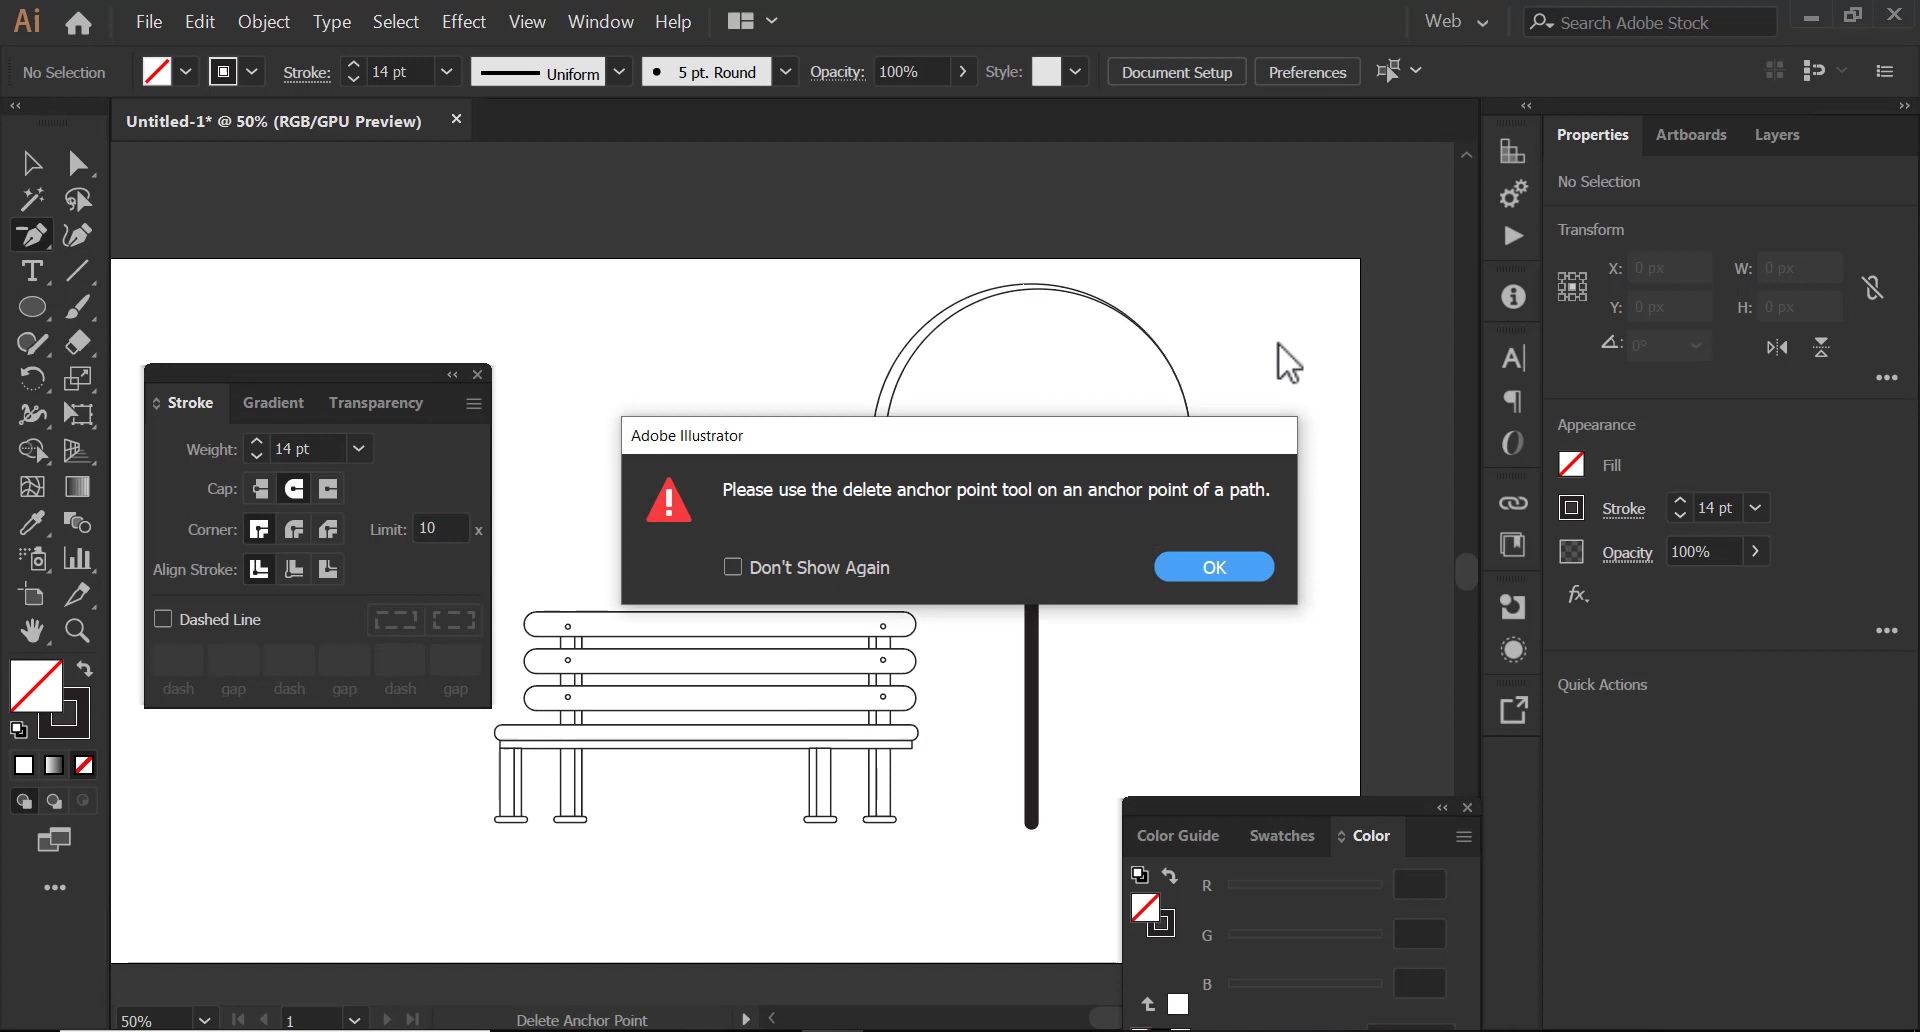 Ai File Edit Object Type Select Effect View Window Help Web Search Adobe Stock
No Selection Stroke: 14 pt Uniform 5 pt. Round Opacity: 100% Style: Document Setup Preferences
Untitled-1* @ 50% (RGB/GPU Preview)
Properties Artboards Layers
No Selection
Transform
X: 0 px W: 0 px
Y: 0 px H: 0 px
0°
Appearance
Fill
Stroke 14 pt
Opacity 100%
fx
Quick Actions
Stroke Gradient Transparency
Weight: 14 pt
Cap:
Corner: Limit: 10 x
Align Stroke:
Dashed Line
dash gap dash gap dash gap
Adobe Illustrator
Please use the delete anchor point tool on an anchor point of a path.
Don't Show Again OK
Color Guide Swatches Color
R
G
B
50% 1 Delete Anchor Point